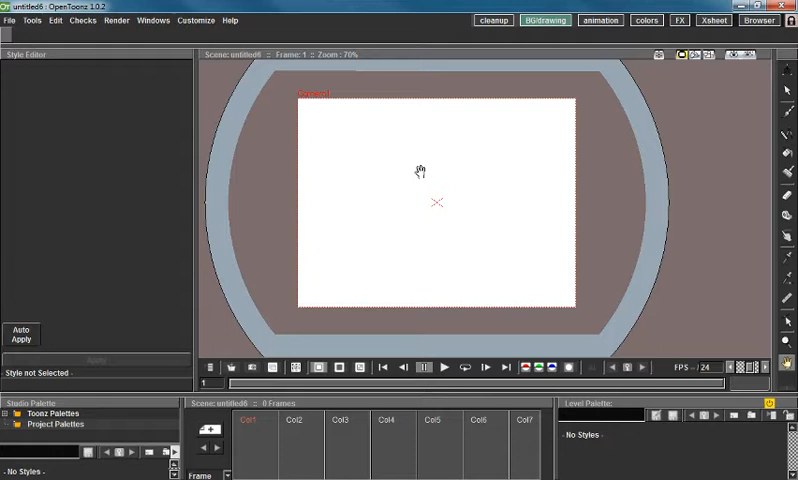 untitled6 : OpenToonz 1.0.2
File Tools Edit Checks Render Windows Customize Help
cleanup BG/drawing animation colors FX Xsheet Browser
Style Editor
Scene: untitled6 :: Frame: 1 :: Zoom : 70%
Camera1
Auto
Apply
Apply
Style not Selected
FPS -- 24
1
Studio Palette
Toonz Palettes
Project Palettes
- No Styles -
Scene: untitled6 :: 0 Frames
Col1 Col2 Col3 Col4 Col5 Col6 Col7
Frame
Level Palette:
- No Styles -